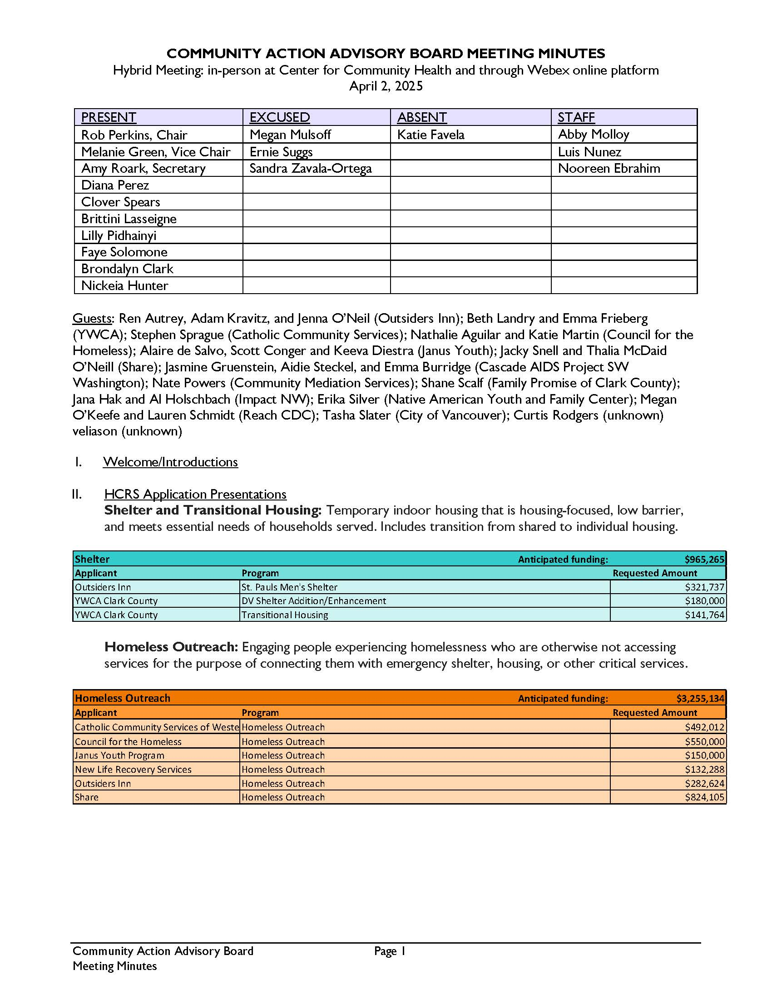 COMMUNITY ACTION ADVISORY BOARD MEETING MINUTES
Hybrid Meeting: in-person at Center for Community Health and through Webex online platform
April 2, 2025
PRESENT EXCUSED ABSENT STAFF
Rob Perkins, Chair Megan Mulsoff Katie Favela Abby Molloy
Melanie Green, Vice Chair Ernie Suggs Luis Nunez
Amy Roark, Secretary Sandra Zavala-Ortega Nooreen Ebrahim
Diana Perez
Clover Spears
Brittini Lasseigne
Lilly Pidhainyi
Faye Solomone
Brondalyn Clark
Nickeia Hunter
Guests: Ren Autrey, Adam Kravitz, and Jenna O'Neil (Outsiders Inn); Beth Landry and Emma Frieberg
(YWCA); Stephen Sprague (Catholic Community Services); Nathalie Aguilar and Katie Martin (Council for the
Homeless); Alaire de Salvo, Scott Conger and Keeva Diestra (Janus Youth); Jacky Snell and Thalia McDaid
O'Neill (Share); Jasmine Gruenstein, Aidie Steckel, and Emma Burridge (Cascade AIDS Project SW
Washington); Nate Powers (Community Mediation Services); Shane Scalf (Family Promise of Clark County);
Jana Hak and Al Holschbach (Impact NW); Erika Silver (Native American Youth and Family Center); Megan
O'Keefe and Lauren Schmidt (Reach CDC); Tasha Slater (City of Vancouver); Curtis Rodgers (unknown)
veliason (unknown)
I. Welcome/Introductions
II. HCRS Application Presentations
Shelter and Transitional Housing: Temporary indoor housing that is housing-focused, low barrier,
and meets essential needs of households served. Includes transition from shared to individual housing.
Shelter Anticipated funding: $965,265
Applicant Program Requested Amount
Outsiders Inn St. Pauls Men's Shelter $321,737
YWCA Clark County DV Shelter Addition/Enhancement $180,000
YWCA Clark County Transitional Housing $141,764
Homeless Outreach: Engaging people experiencing homelessness who are otherwise not accessing
services for the purpose of connecting them with emergency shelter, housing, or other critical services.
Homeless Outreach Anticipated funding: $3,255,134
Applicant Program Requested Amount
Catholic Community Services of Weste Homeless Outreach $492,012
Council for the Homeless Homeless Outreach $550,000
Janus Youth Program Homeless Outreach $150,000
New Life Recovery Services Homeless Outreach $132,288
Outsiders Inn Homeless Outreach $282,624
Share Homeless Outreach $824,105
Community Action Advisory Board Page 1
Meeting Minutes